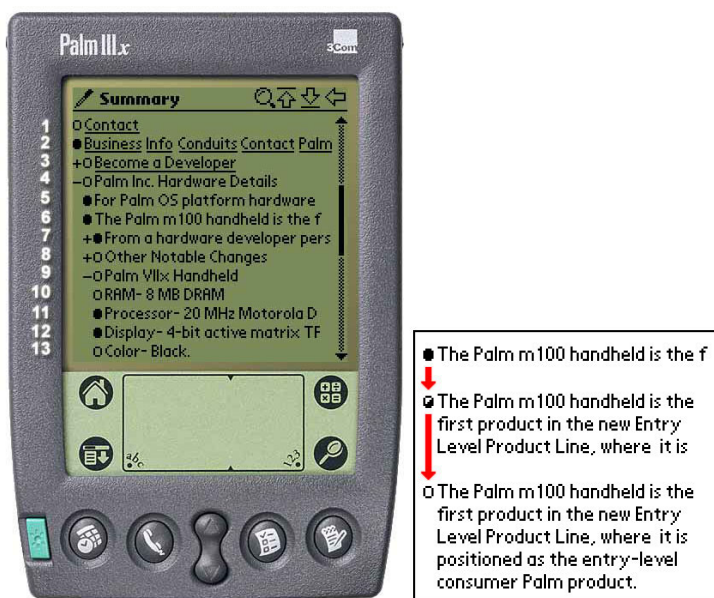 Palm IIIx
3Com
Summary
1 Contact
2 Business Info Conduits Contact Palm
3 +Become a Developer
4 –Palm Inc. Hardware Details
5 For Palm OS platform hardware
6 The Palm m100 handheld is the f
7 +From a hardware developer pers
8 +Other Notable Changes
9 –Palm VIIx Handheld
10 RAM- 8 MB DRAM
11 Processor- 20 MHz Motorola D
12 Display- 4-bit active matrix TF
13 Color- Black.
abc
123
The Palm m100 handheld is the f
The Palm m100 handheld is the
first product in the new Entry
Level Product Line, where it is
The Palm m100 handheld is the
first product in the new Entry
Level Product Line, where it is
positioned as the entry-level
consumer Palm product.